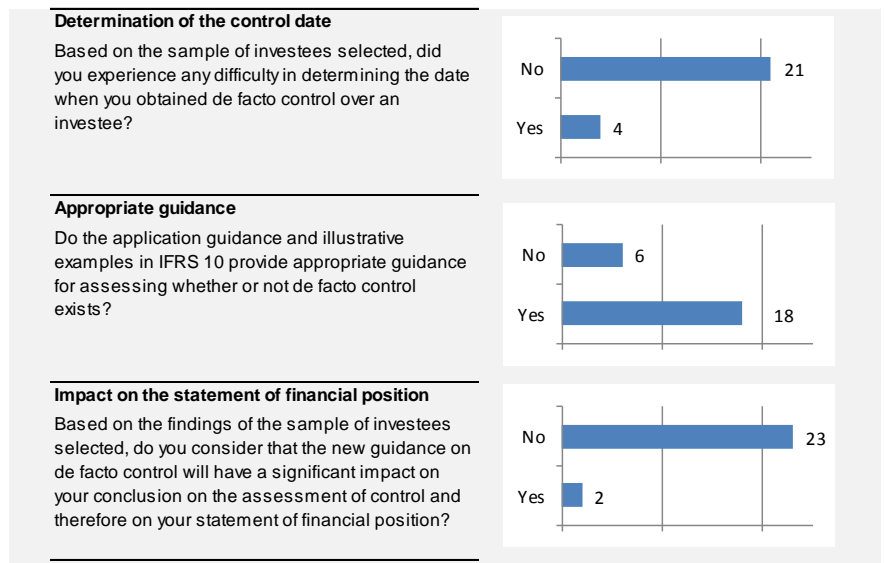 Determination of the control date
Based on the sample of investees selected, did
you experience any difficulty in determining the date
when you obtained de facto control over an
investee?
No
21
Yes
4
Appropriate guidance
Do the application guidance and illustrative
examples in IFRS 10 provide appropriate guidance
for assessing whether or not de facto control
exists?
No
6
Yes
18
Impact on the statement of financial position
Based on the findings of the sample of investees
selected, do you consider that the new guidance on
de facto control will have a significant impact on
your conclusion on the assessment of control and
therefore on your statement of financial position?
No
23
Yes
2